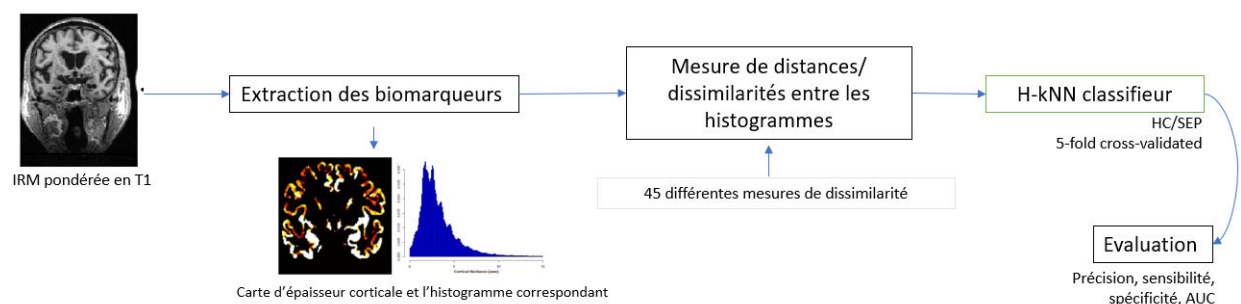 IRM pondérée en T1
Extraction des biomarqueurs
Carte d'épaisseur corticale et l'histogramme correspondant
Mesure de distances/
dissimilarités entre les
histogrammes
45 différentes mesures de dissimilarité
H-kNN classifieur
HC/SEP
5-fold cross-validated
Evaluation
Précision, sensibilité,
spécificité, AUC